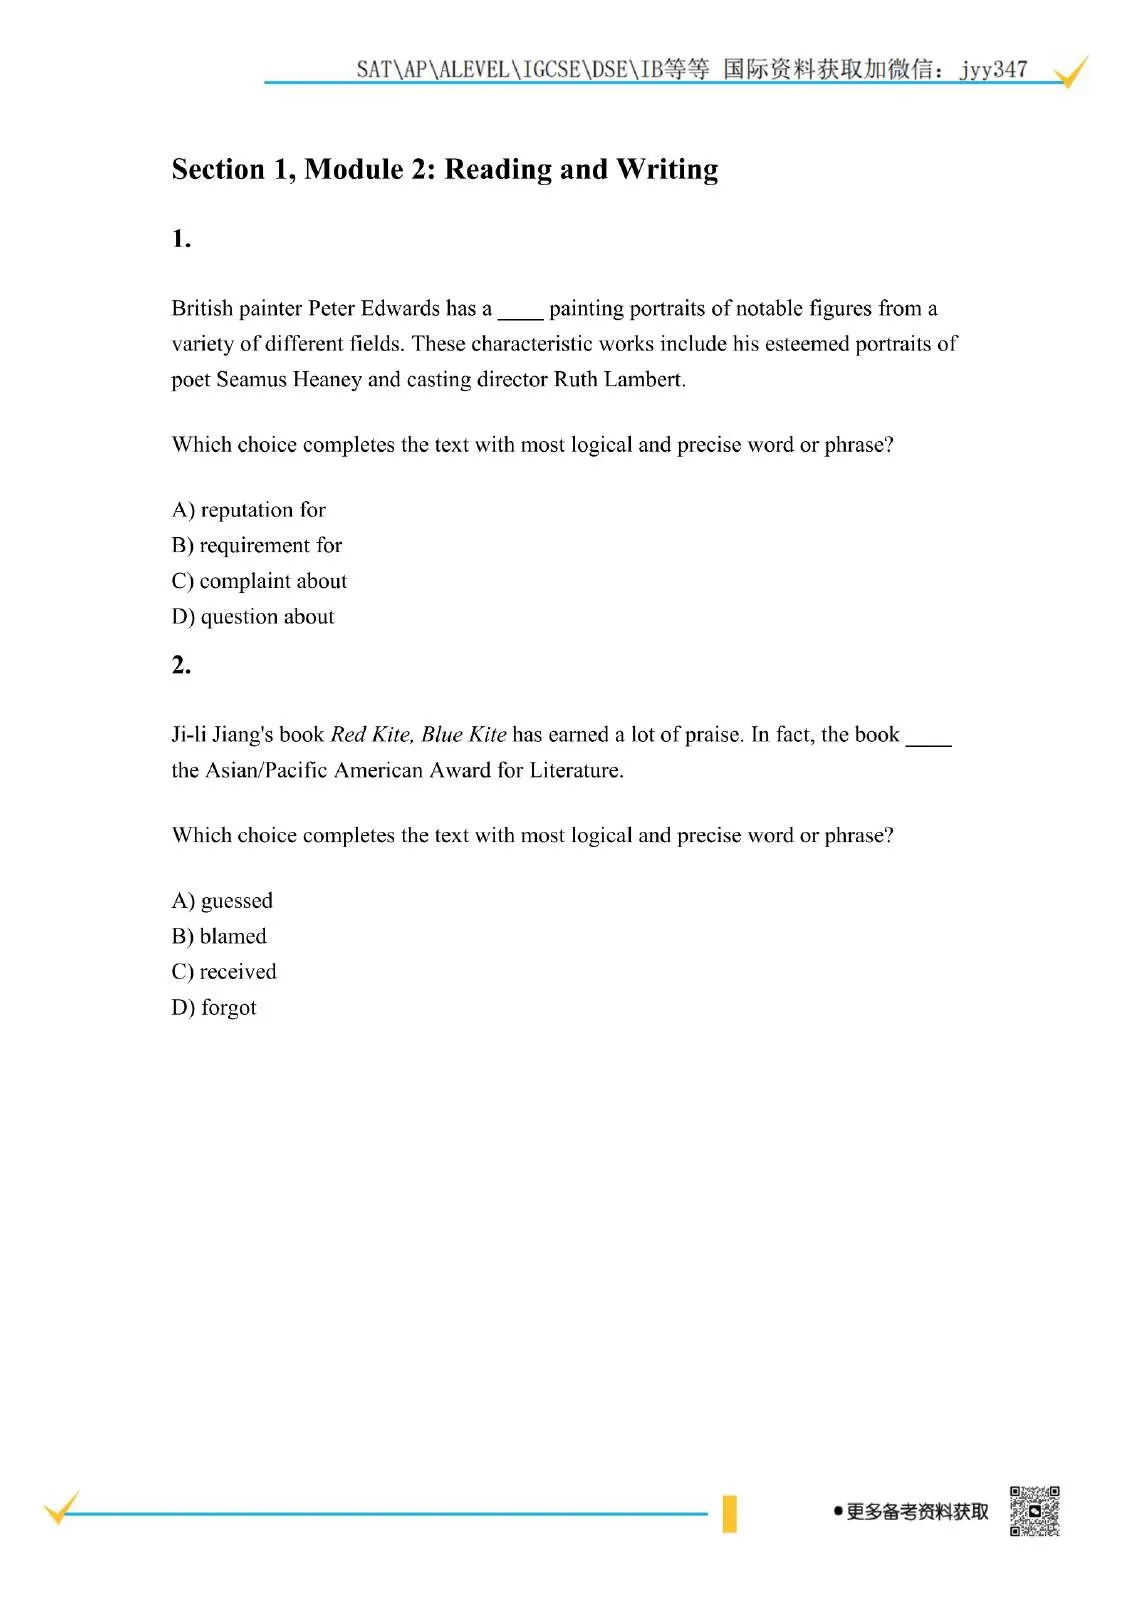 SAT\AP\ALEVEL\IGCSE\DSE\IB等等 国际资料获取加微信：jyy347
Section 1, Module 2: Reading and Writing
1.
British painter Peter Edwards has a ____ painting portraits of notable figures from a
variety of different fields. These characteristic works include his esteemed portraits of
poet Seamus Heaney and casting director Ruth Lambert.
Which choice completes the text with most logical and precise word or phrase?
A) reputation for
B) requirement for
C) complaint about
D) question about
2.
Ji-li Jiang's book Red Kite, Blue Kite has earned a lot of praise. In fact, the book ____
the Asian/Pacific American Award for Literature.
Which choice completes the text with most logical and precise word or phrase?
A) guessed
B) blamed
C) received
D) forgot
•更多备考资料获取